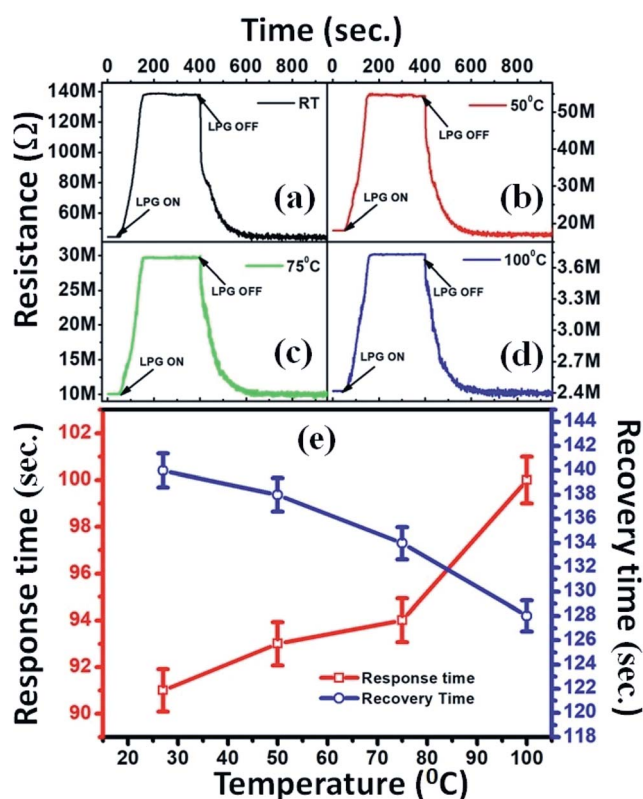 Time (sec.)
0 200 400 600 800
0 200 400 600 800
Resistance (Ω)
140M
120M
100M
80M
60M
RT
LPG OFF
LPG ON
(a)
50⁰C
LPG OFF
LPG ON
(b)
50M
40M
30M
20M
30M
25M
20M
15M
10M
75⁰C
LPG OFF
LPG ON
(c)
100⁰C
LPG OFF
LPG ON
(d)
3.6M
3.3M
3.0M
2.7M
2.4M
(e)
Response time (sec.)
102
100
98
96
94
92
90
Response time
Recovery Time
144
142
140
138
136
134
132
130
128
126
124
122
120
118
Recovery time (sec.)
20 30 40 50 60 70 80 90 100
Temperature (⁰C)